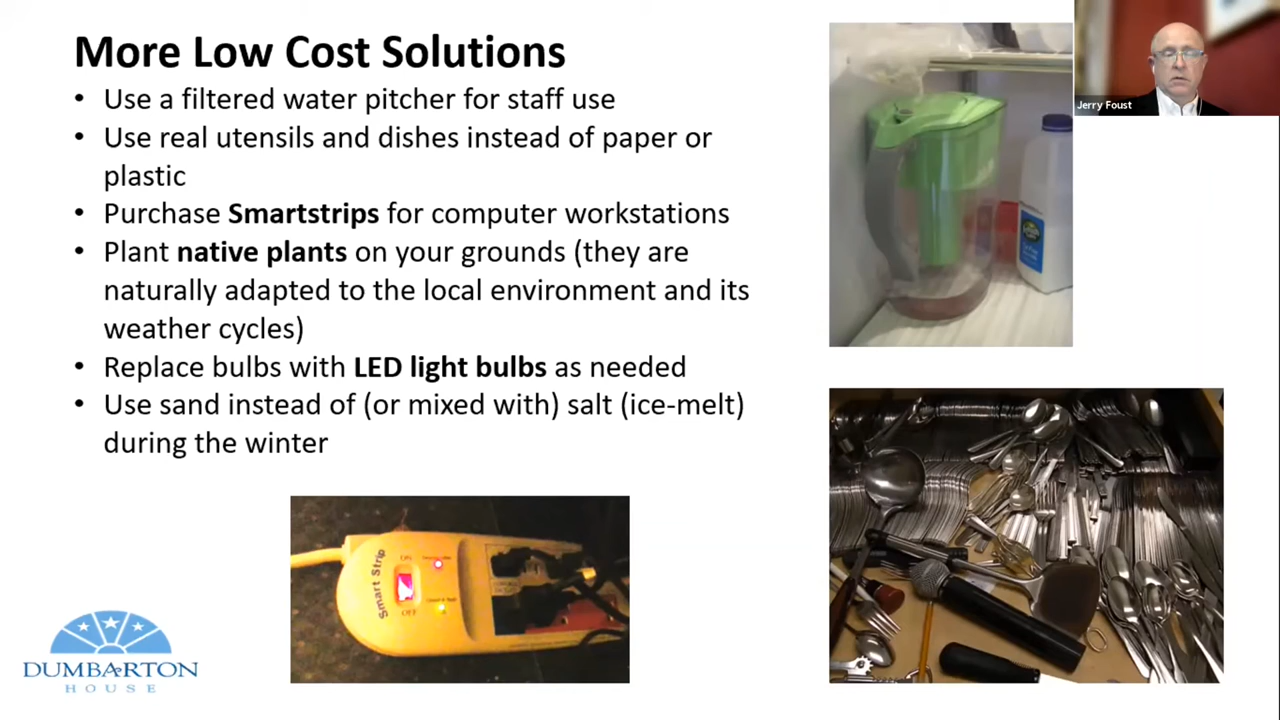 More Low Cost Solutions
• Use a filtered water pitcher for staff use
• Use real utensils and dishes instead of paper or
plastic
• Purchase Smartstrips for computer workstations
• Plant native plants on your grounds (they are
naturally adapted to the local environment and its
weather cycles)
• Replace bulbs with LED light bulbs as needed
• Use sand instead of (or mixed with) salt (ice-melt)
during the winter
Jerry Foust
Smart Strip
ON
OFF
DUMBARTON
HOUSE